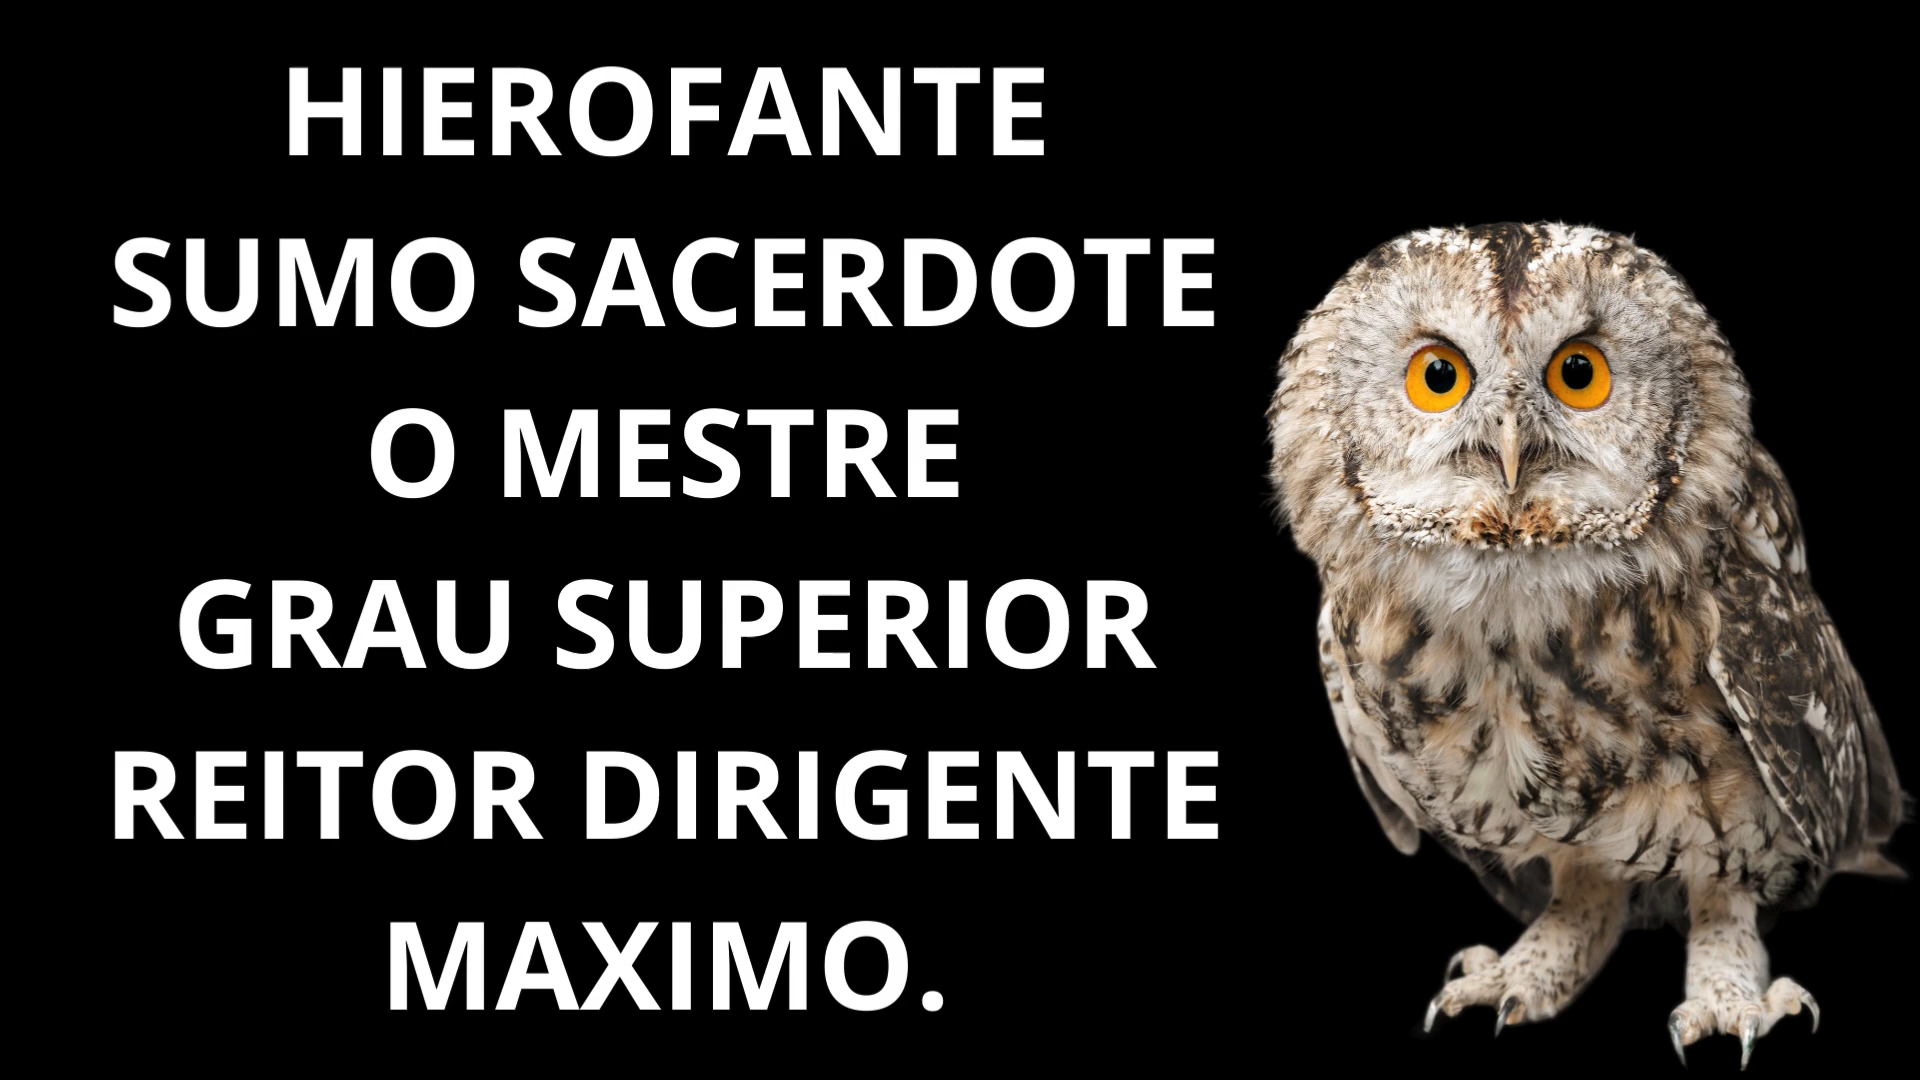 HIEROFANTE
SUMO SACERDOTE
O MESTRE
GRAU SUPERIOR
REITOR DIRIGENTE
MAXIMO.